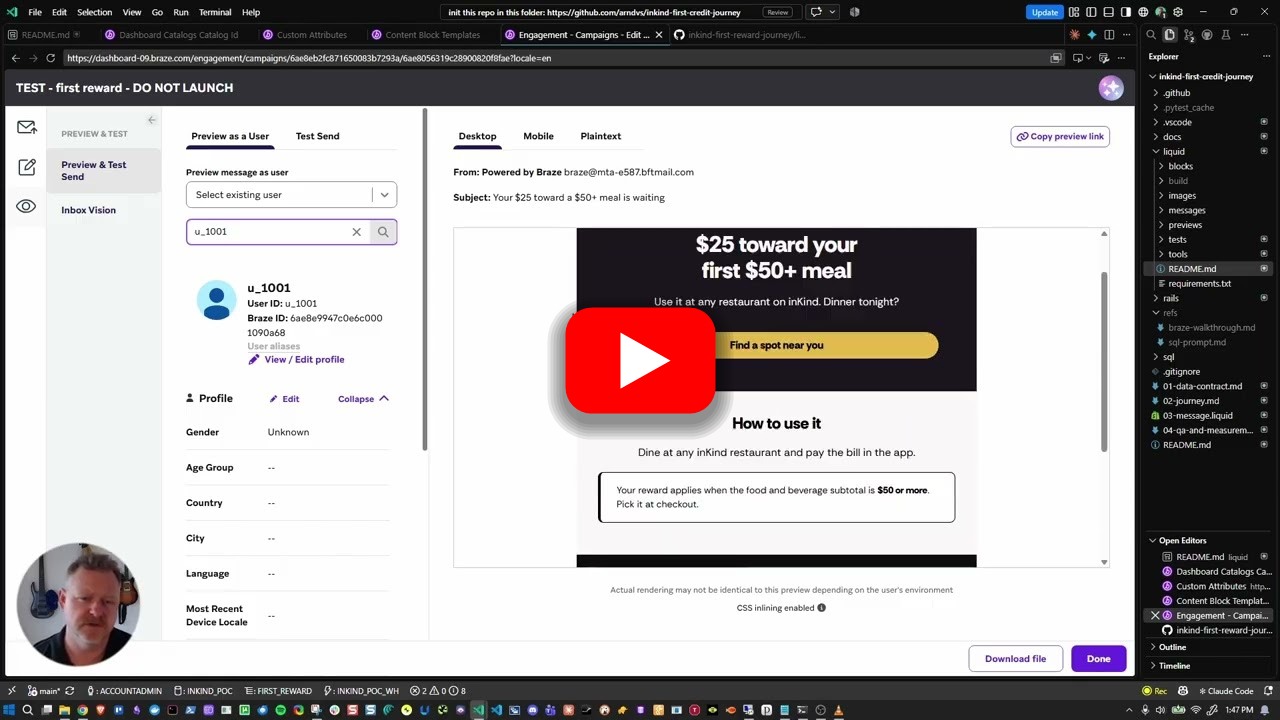 File Edit Selection View Go Run Terminal Help
init this repo in this folder: https://github.com/arndvs/inkind-first-credit-journey Review
Update
README.md
Dashboard Catalogs Catalog Id
Custom Attributes
Content Block Templates
Engagement - Campaigns - Edit ...
inkind-first-reward-journey/li...
https://dashboard-09.braze.com/engagement/campaigns/6ae8eb2fc871650083b7293a/6ae8056319c28900820f8fae?locale=en
TEST - first reward - DO NOT LAUNCH
PREVIEW & TEST
Preview & Test
Send
Inbox Vision
Preview as a User
Test Send
Preview message as user
Select existing user
u_1001
u_1001
User ID: u_1001
Braze ID: 6ae8e9947c0e6c000
1090a68
User aliases
View / Edit profile
Profile
Edit
Collapse
Gender Unknown
Age Group --
Country --
City --
Language --
Most Recent
Device Locale --
Desktop
Mobile
Plaintext
Copy preview link
From: Powered by Braze braze@mta-e587.bftmail.com
Subject: Your $25 toward a $50+ meal is waiting
$25 toward your
first $50+ meal
Use it at any restaurant on inKind. Dinner tonight?
Find a spot near you
How to use it
Dine at any inKind restaurant and pay the bill in the app.
Your reward applies when the food and beverage subtotal is $50 or more.
Pick it at checkout.
Actual rendering may not be identical to this preview depending on the user's environment
CSS inlining enabled
Download file
Done
Explorer
inkind-first-credit-journey
.github
.pytest_cache
.vscode
docs
liquid
blocks
build
images
messages
previews
tests
tools
README.md
requirements.txt
rails
refs
braze-walkthrough.md
sql-prompt.md
sql
.gitignore
01-data-contract.md
02-journey.md
03-message.liquid
04-qa-and-measurem...
README.md
Open Editors
README.md liquid
Dashboard Catalogs Ca...
Custom Attributes http...
Content Block Templat...
Engagement - Campai...
inkind-first-reward-jour...
Outline
Timeline
main*
: ACCOUNTADMIN
: INKIND_POC
: FIRST_REWARD
: INKIND_POC_WH
2 0 8
Rec
Claude Code
1:47 PM